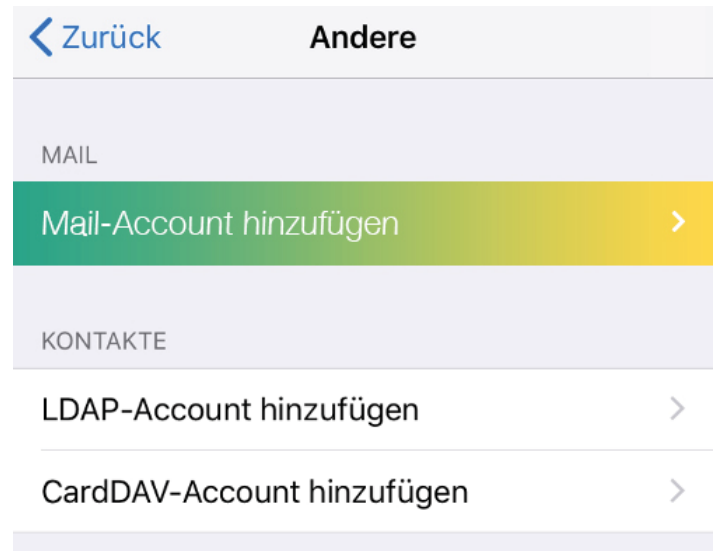 Zurück Andere
MAIL
Mail-Account hinzufügen
KONTAKTE
LDAP-Account hinzufügen
CardDAV-Account hinzufügen